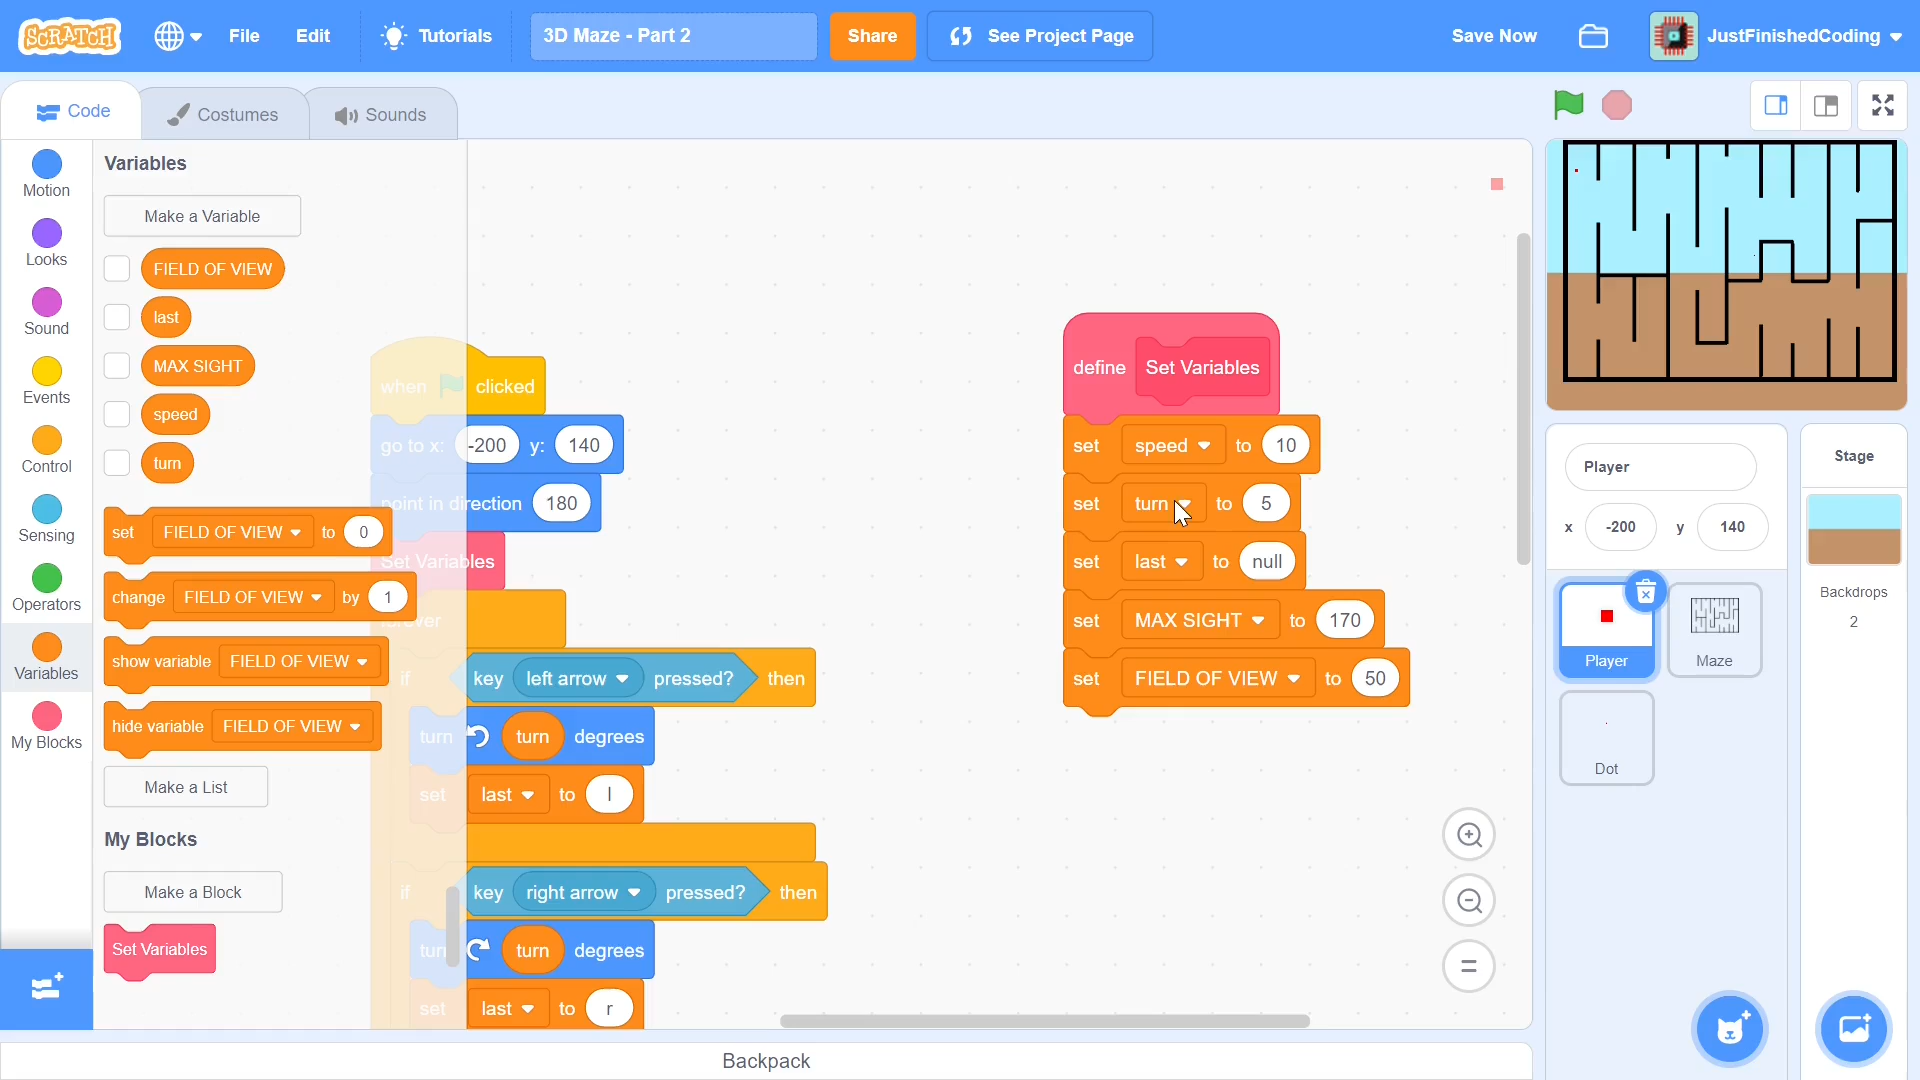 SCRATCH
File
Edit
Tutorials
3D Maze - Part 2
Share
See Project Page
Save Now
JustFinishedCoding
Code
Costumes
Sounds
Motion
Looks
Sound
Events
Control
Sensing
Operators
Variables
My Blocks
Variables
Make a Variable
FIELD OF VIEW
last
MAX SIGHT
speed
turn
set FIELD OF VIEW to 0
change FIELD OF VIEW by 1
show variable FIELD OF VIEW
hide variable FIELD OF VIEW
Make a List
My Blocks
Make a Block
Set Variables
when clicked
go to x: -200 y: 140
point in direction 180
Set Variables
forever
if key left arrow pressed? then
turn turn degrees
set last to l
if key right arrow pressed? then
turn turn degrees
set last to r
define Set Variables
set speed to 10
set turn to 5
set last to null
set MAX SIGHT to 170
set FIELD OF VIEW to 50
Player
x -200 y 140
Player
Maze
Dot
Stage
Backdrops
2
Backpack